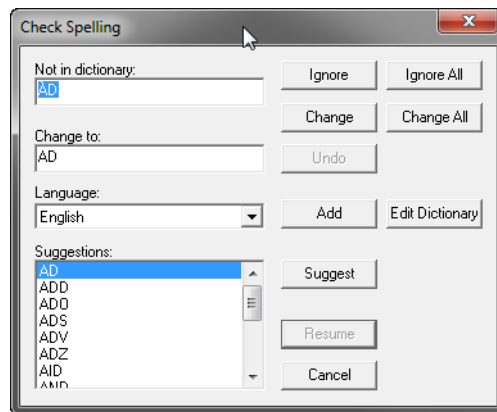 Check Spelling
Not in dictionary:
AD
Ignore
Ignore All
Change
Change All
Change to:
AD
Undo
Language:
English
Add
Edit Dictionary
Suggestions:
AD
ADD
ADO
ADS
ADV
ADZ
AID
AND
Suggest
Resume
Cancel